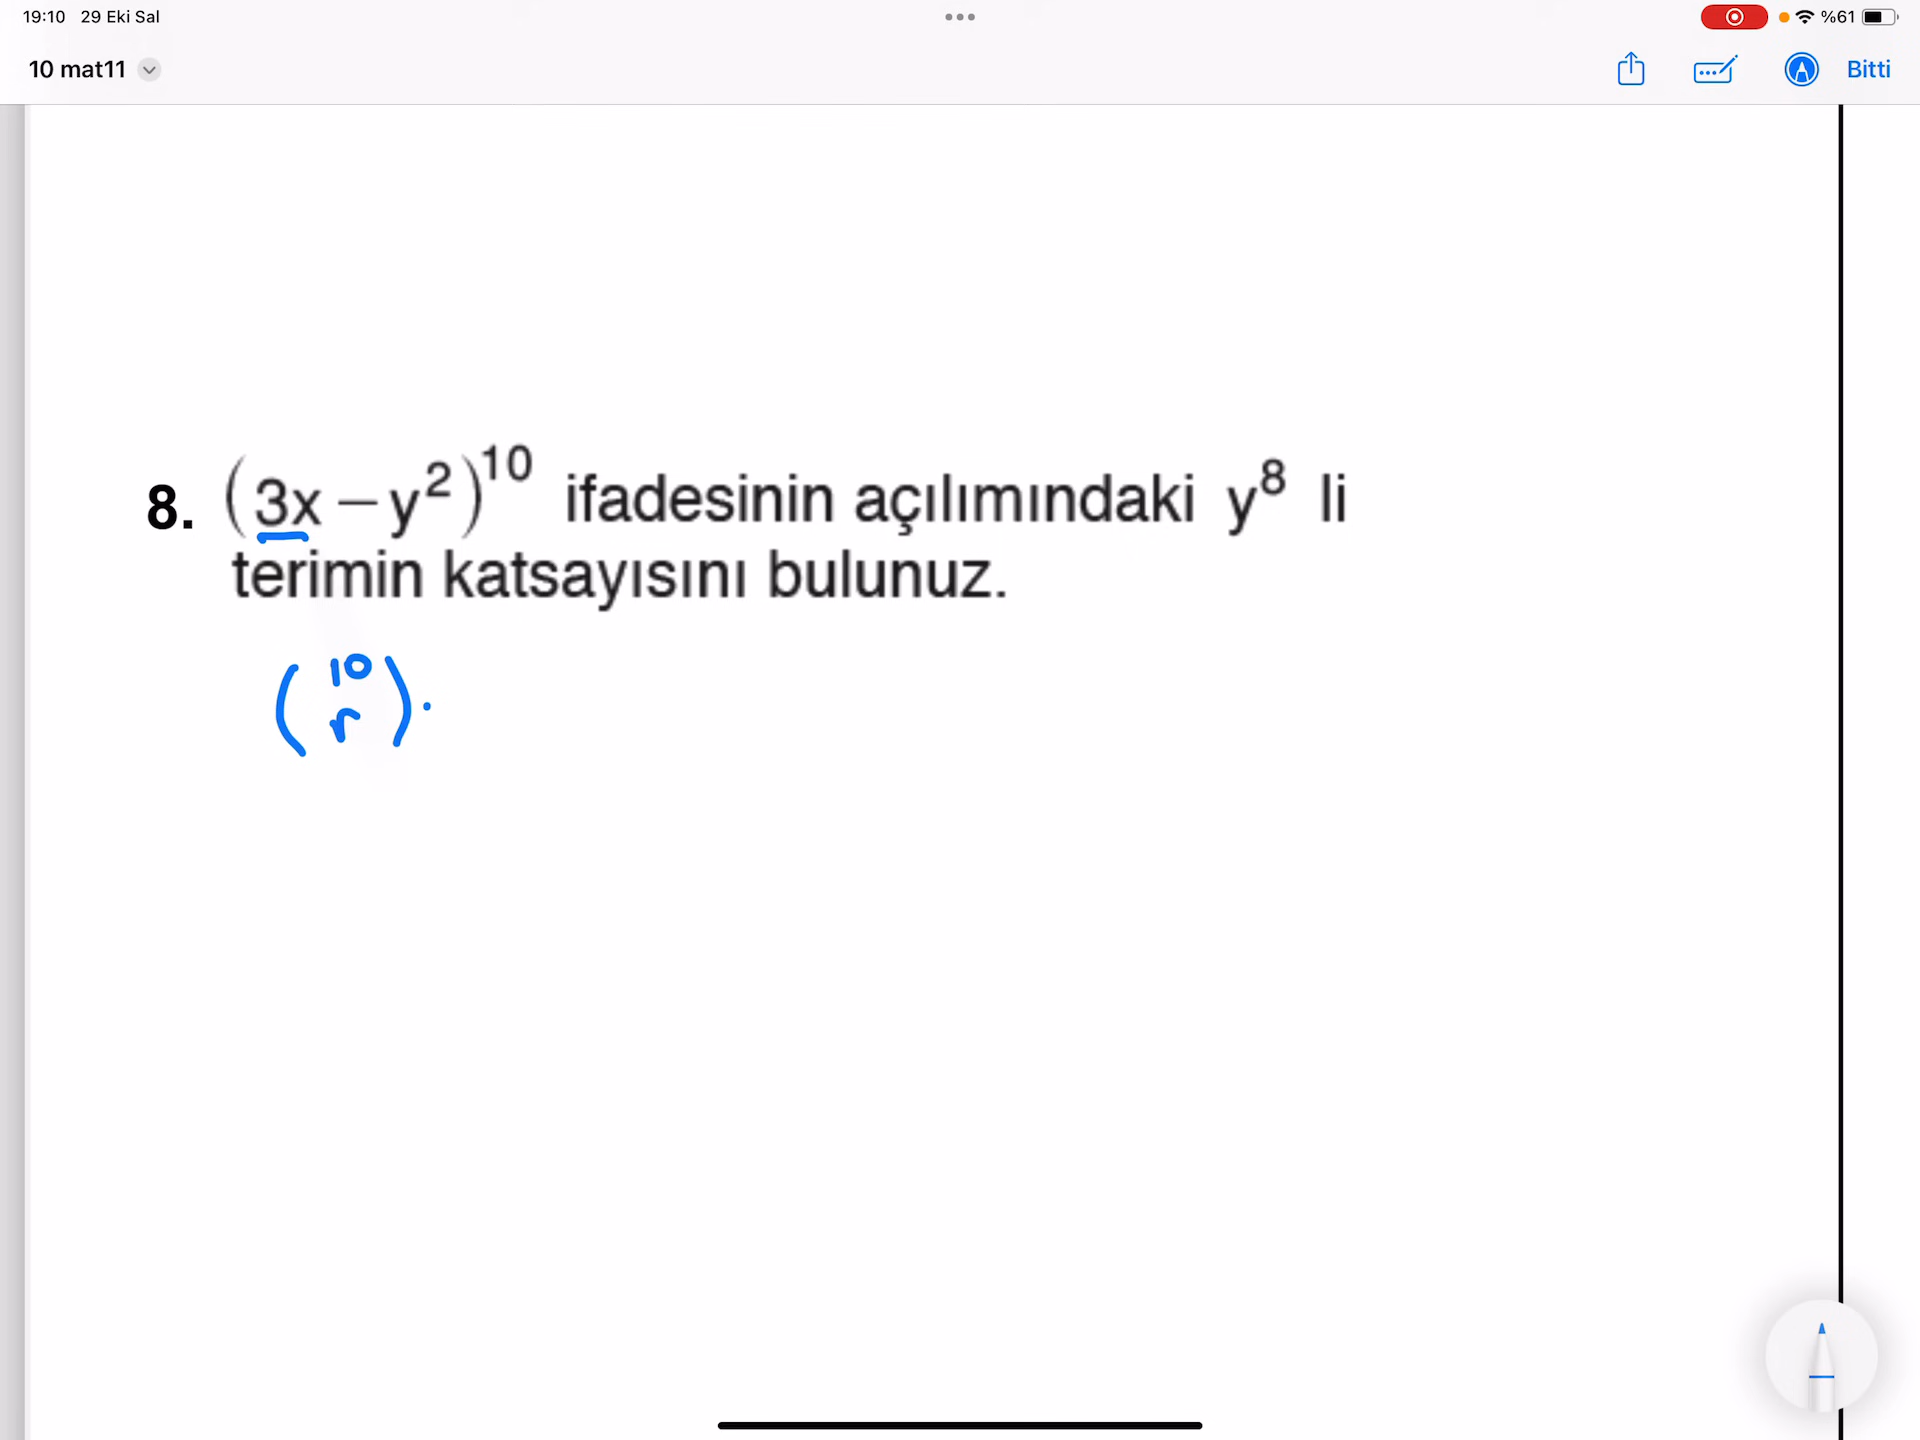 19:10 29 Eki Sal
%61
10 mat11
Bitti
8. (3x − y²)¹⁰ ifadesinin açılımındaki y⁸ li
terimin katsayısını bulunuz.
(10
r).